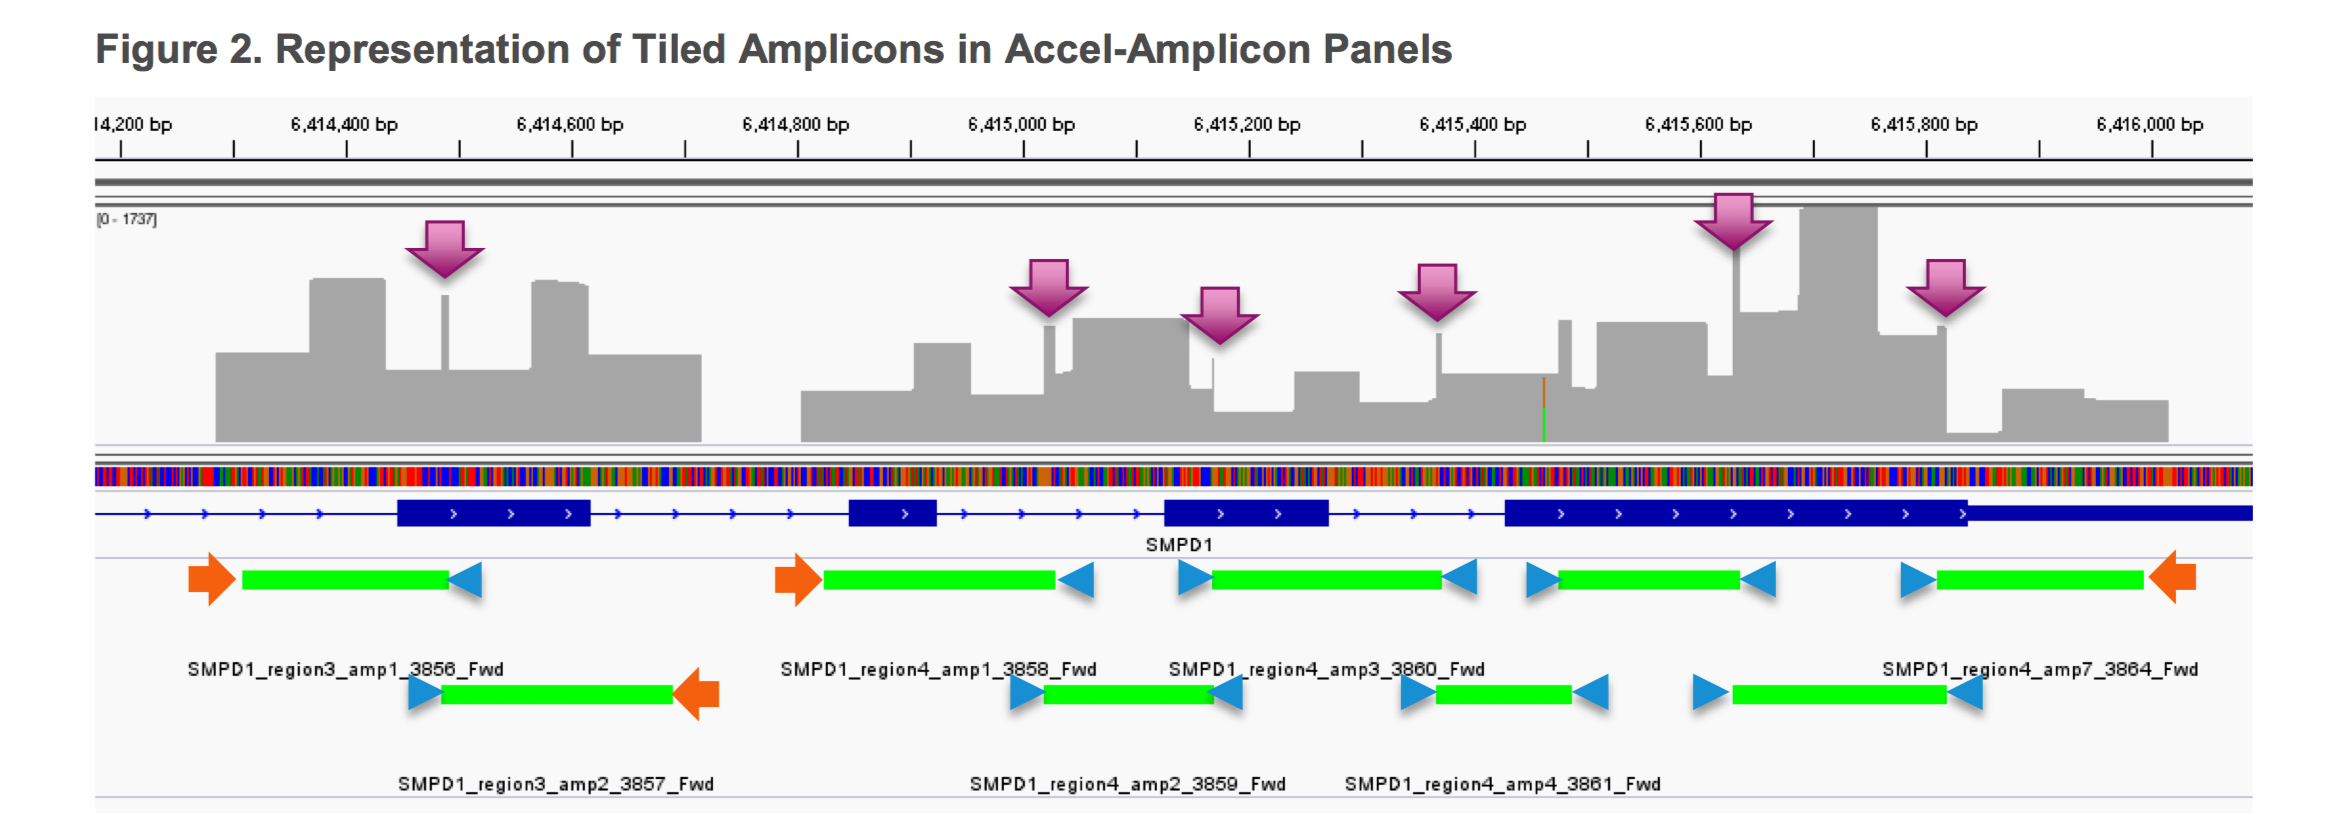 Figure 2. Representation of Tiled Amplicons in Accel-Amplicon Panels
14,200 bp 6,414,400 bp 6,414,600 bp 6,414,800 bp 6,415,000 bp 6,415,200 bp 6,415,400 bp 6,415,600 bp 6,415,800 bp 6,416,000 bp
[0 - 1737]
SMPD1
SMPD1_region3_amp1_3856_Fwd SMPD1_region4_amp1_3858_Fwd SMPD1_region4_amp3_3860_Fwd SMPD1_region4_amp7_3864_Fwd
SMPD1_region3_amp2_3857_Fwd SMPD1_region4_amp2_3859_Fwd SMPD1_region4_amp4_3861_Fwd